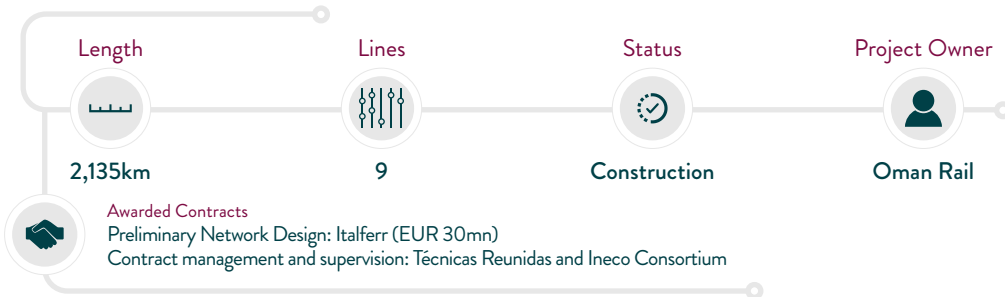 Length
Lines
Status
Project Owner
2,135km
9
Construction
Oman Rail
Awarded Contracts
Preliminary Network Design: Italferr (EUR 30mn)
Contract management and supervision: Técnicas Reunidas and Ineco Consortium